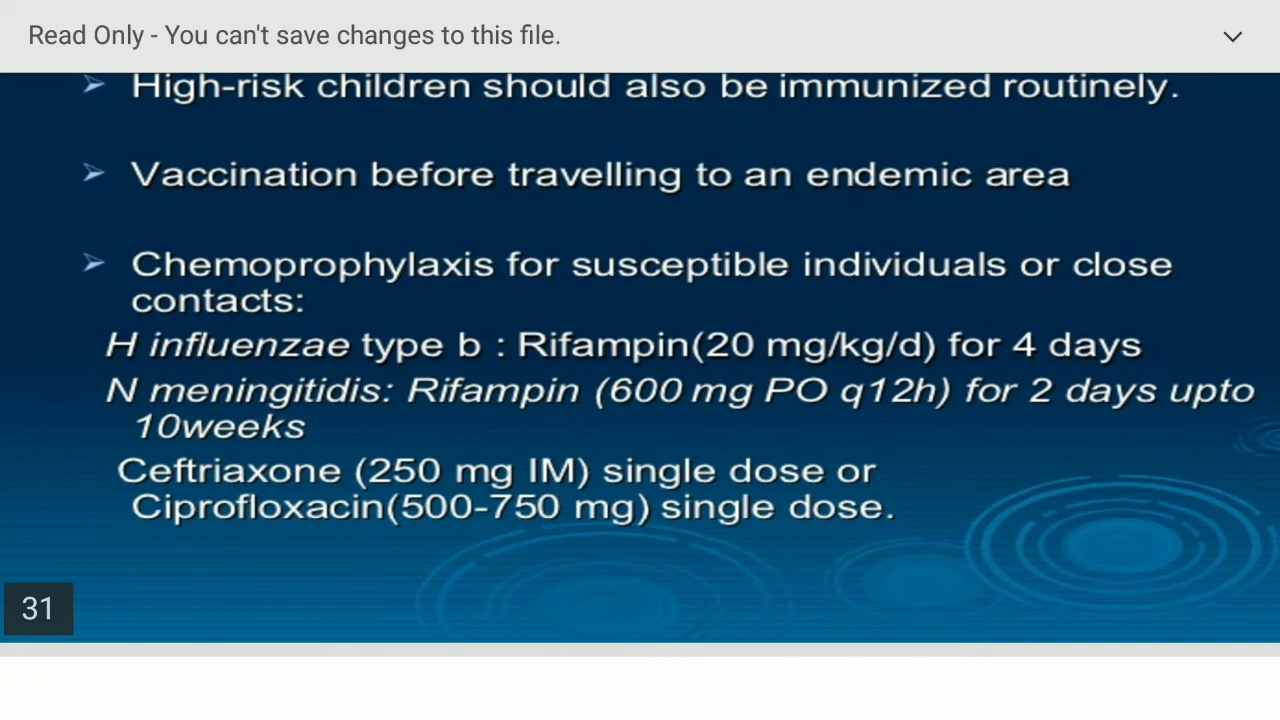 Read Only - You can't save changes to this file.
➢ High-risk children should also be immunized routinely.
➢ Vaccination before travelling to an endemic area
➢ Chemoprophylaxis for susceptible individuals or close
contacts:
H influenzae type b : Rifampin(20 mg/kg/d) for 4 days
N meningitidis: Rifampin (600 mg PO q12h) for 2 days upto
10weeks
Ceftriaxone (250 mg IM) single dose or
Ciprofloxacin(500-750 mg) single dose.
31